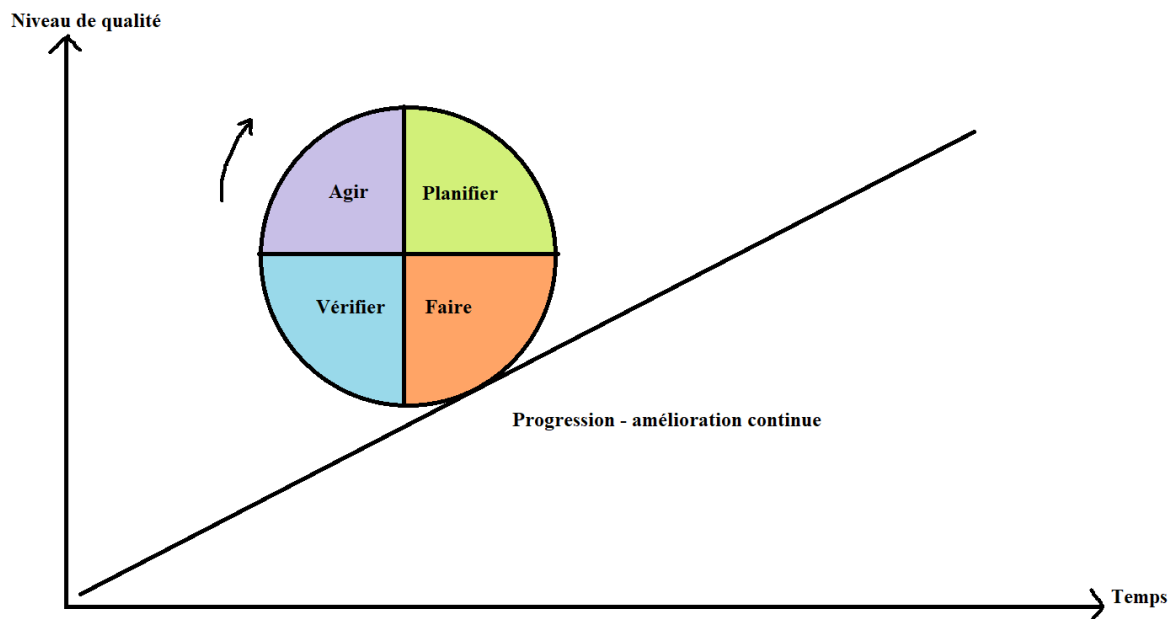 Niveau de qualité
Agir
Planifier
Vérifier
Faire
Progression - amélioration continue
Temps